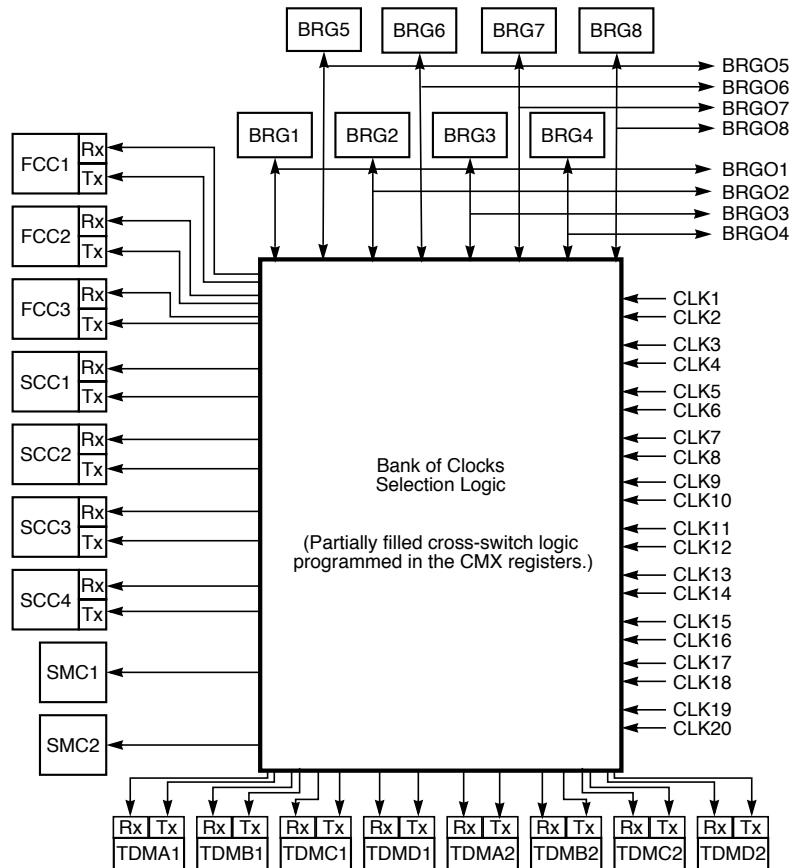 BRG5 BRG6 BRG7 BRG8
BRGO5
BRGO6
BRGO7
BRGO8
BRG1 BRG2 BRG3 BRG4
BRGO1
BRGO2
BRGO3
BRGO4
FCC1 Rx
Tx
FCC2 Rx
Tx
FCC3 Rx
Tx
SCC1 Rx
Tx
SCC2 Rx
Tx
SCC3 Rx
Tx
SCC4 Rx
Tx
SMC1
SMC2
Bank of Clocks
Selection Logic
(Partially filled cross-switch logic
programmed in the CMX registers.)
CLK1
CLK2
CLK3
CLK4
CLK5
CLK6
CLK7
CLK8
CLK9
CLK10
CLK11
CLK12
CLK13
CLK14
CLK15
CLK16
CLK17
CLK18
CLK19
CLK20
Rx Tx Rx Tx Rx Tx Rx Tx Rx Tx Rx Tx Rx Tx Rx Tx
TDMA1 TDMB1 TDMC1 TDMD1 TDMA2 TDMB2 TDMC2 TDMD2